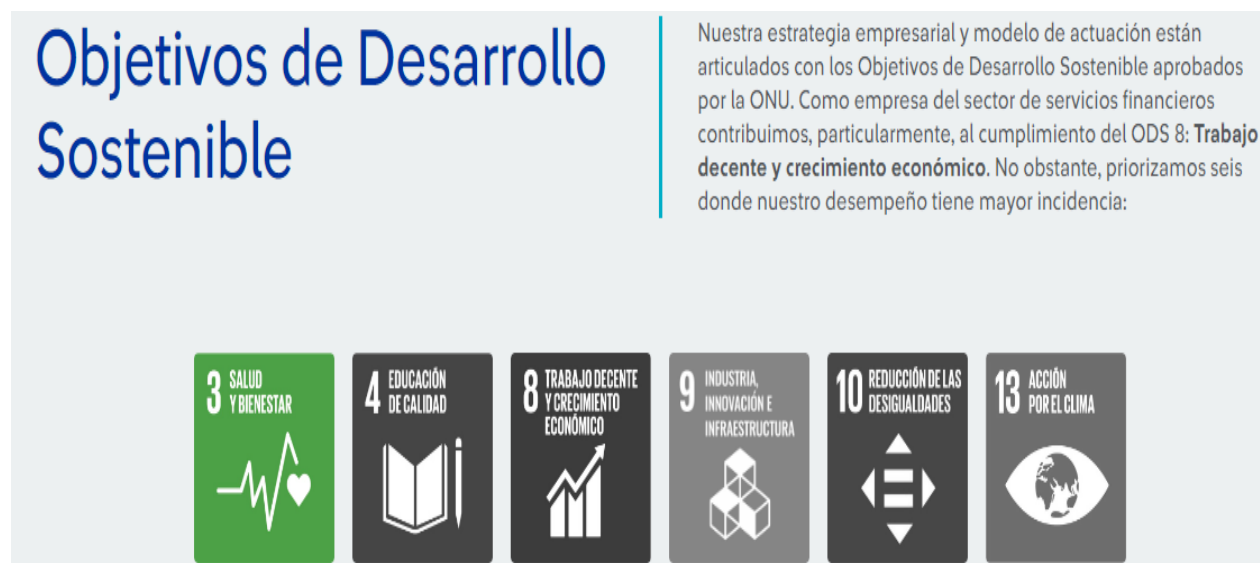 Objetivos de Desarrollo
Sostenible
Nuestra estrategia empresarial y modelo de actuación están
articulados con los Objetivos de Desarrollo Sostenible aprobados
por la ONU. Como empresa del sector de servicios financieros
contribuimos, particularmente, al cumplimiento del ODS 8: Trabajo
decente y crecimiento económico. No obstante, priorizamos seis
donde nuestro desempeño tiene mayor incidencia:
3 SALUD
Y BIENESTAR
4 EDUCACIÓN
DE CALIDAD
8 TRABAJO DECENTE
Y CRECIMIENTO
ECONÓMICO
9 INDUSTRIA,
INNOVACIÓN E
INFRAESTRUCTURA
10 REDUCCIÓN DE LAS
DESIGUALDADES
13 ACCIÓN
POR EL CLIMA